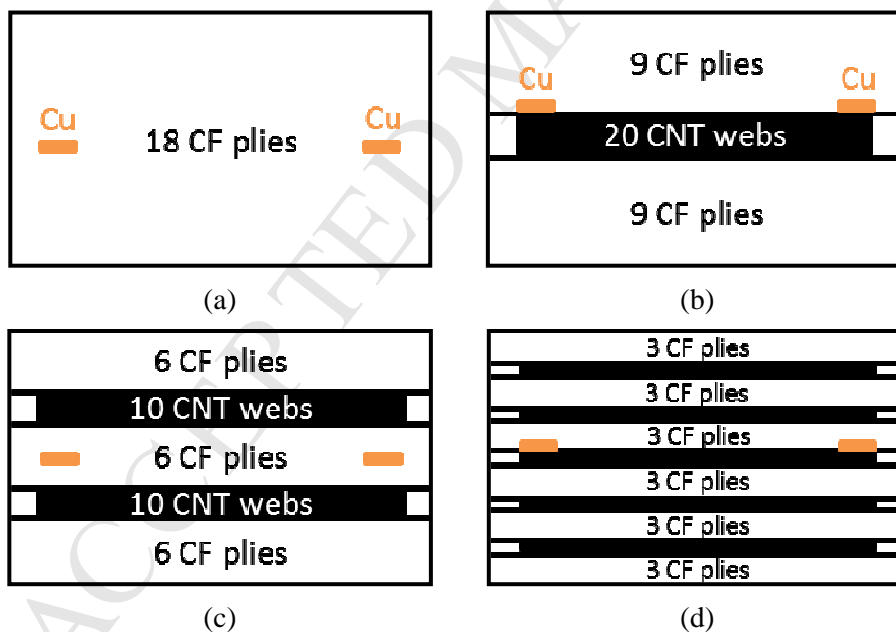 ACCEPTED MA
Cu Cu
18 CF plies
(a)
9 CF plies
Cu Cu
20 CNT webs
9 CF plies
(b)
6 CF plies
10 CNT webs
6 CF plies
10 CNT webs
6 CF plies
(c)
3 CF plies
3 CF plies
3 CF plies
3 CF plies
3 CF plies
3 CF plies
(d)